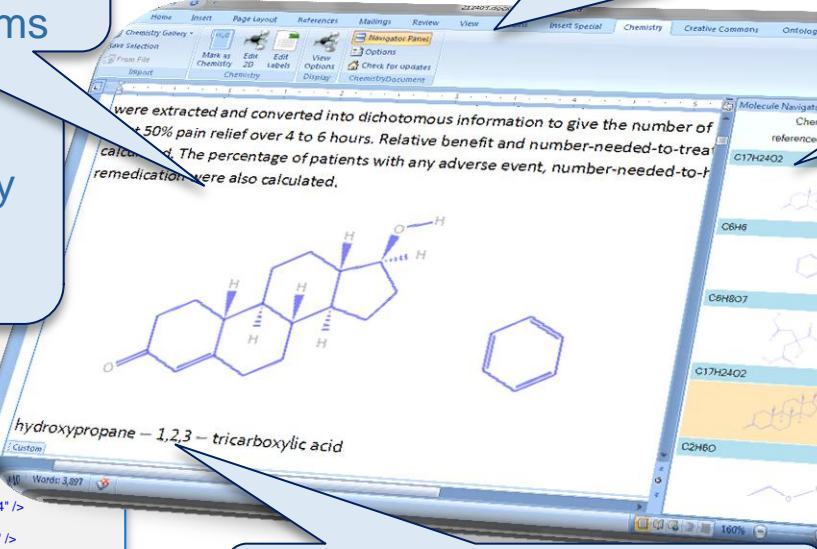 ms
y
Home Insert Page Layout References Mailings Review View Insert Special Chemistry Creative Commons
Chemistry Gallery
Save Selection
From File
Import
Mark as Chemistry
Edit 2D
Edit Labels
Chemistry
View Options
Display
Navigator Panel
Options
Check for updates
ChemistryDocument
were extracted and converted into dichotomous information to give the number of
50% pain relief over 4 to 6 hours. Relative benefit and number-needed-to-trea
The percentage of patients with any adverse event, number-needed-to-h
remedication were also calculated.
H
O H
H
H
H
H
H
O
hydroxypropane – 1,2,3 – tricarboxylic acid
Custom
Words: 3,897
160%
Molecule Navigat
Che
reference
C17H24O2
C6H6
C6H8O7
C17H24O2
C2H6O
4" />
" />